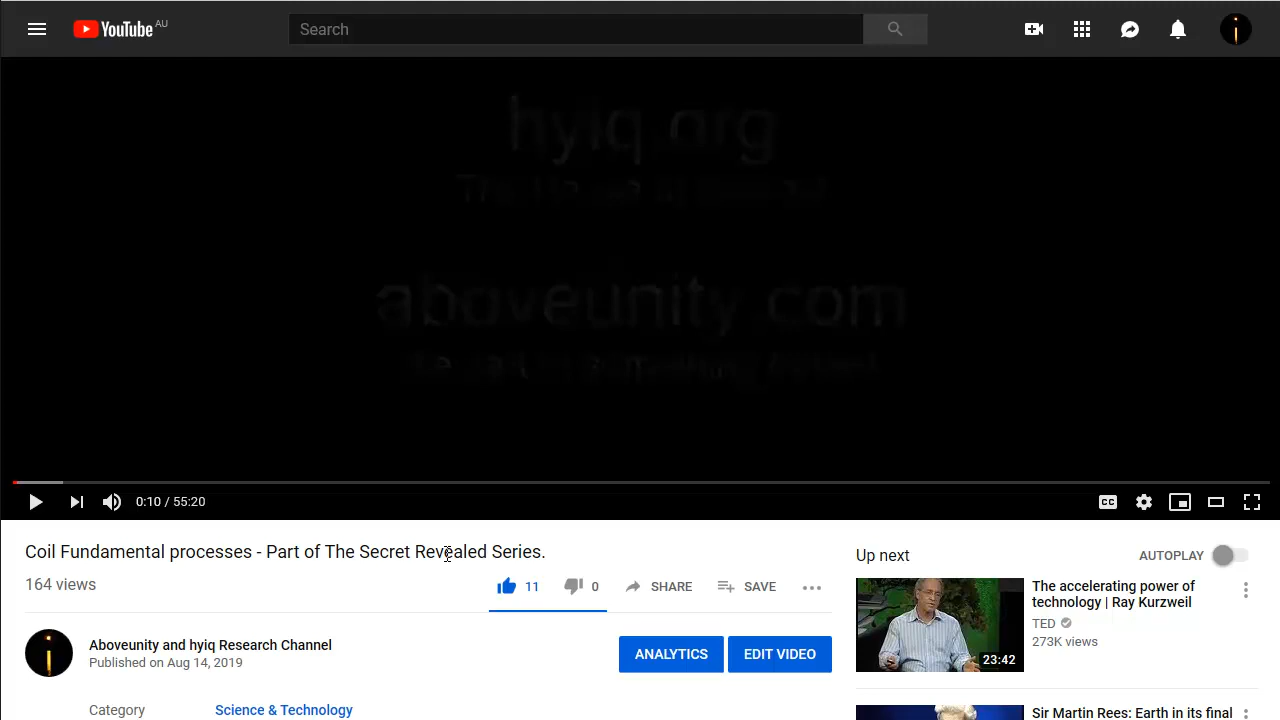 YouTube AU
Search
hyiq.org
aboveunity.com
CC
0:10 / 55:20
Coil Fundamental processes - Part of The Secret Revealed Series.
164 views
11
0
SHARE
SAVE
Aboveunity and hyiq Research Channel
Published on Aug 14, 2019
ANALYTICS
EDIT VIDEO
Category
Science & Technology
Up next
AUTOPLAY
The accelerating power of
technology | Ray Kurzweil
TED
273K views
23:42
Sir Martin Rees: Earth in its final